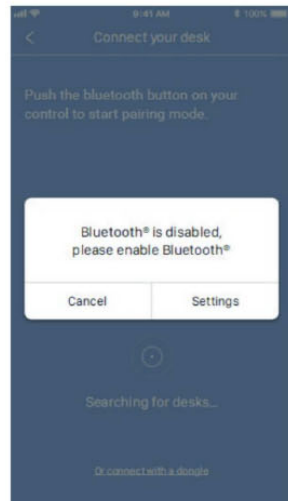 9:41 AM 100%
Connect your desk
Push the bluetooth button on your
control to start pairing mode.
Bluetooth® is disabled,
please enable Bluetooth®
Cancel Settings
Searching for desks...
Or connect with a dongle